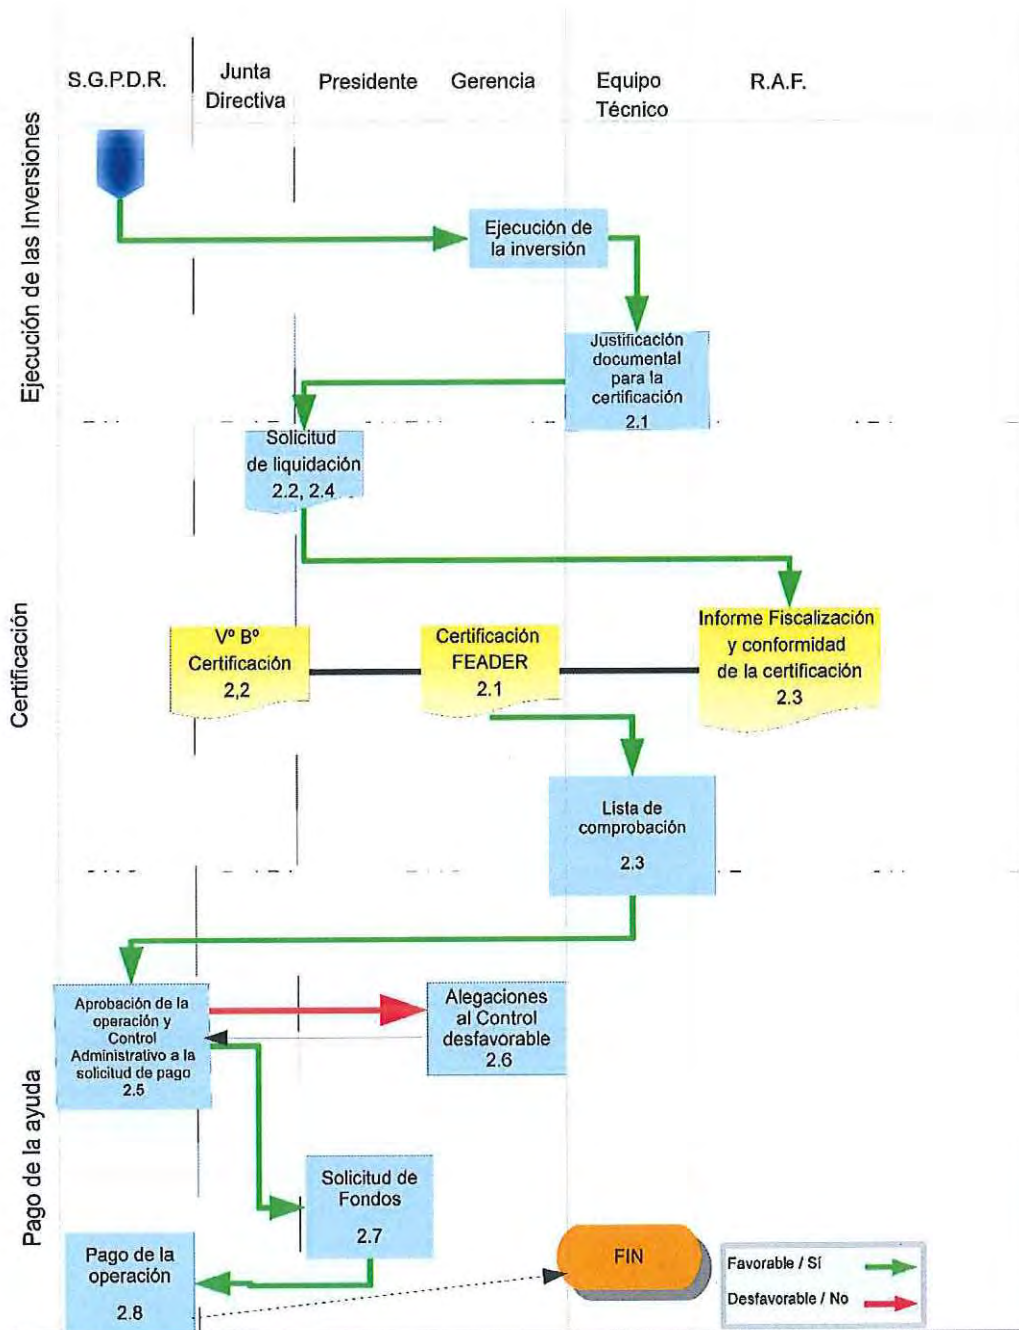 S.G.P.D.R.
Junta
Directiva
Presidente
Gerencia
Equipo
Técnico
R.A.F.
Ejecución de las Inversiones
Ejecución de
la inversión
Justificación
documental
para la
certificación
2.1
Certificación
Solicitud
de liquidación
2.2, 2.4
Vº Bº
Certificación
2,2
Certificación
FEADER
2.1
Informe Fiscalización
y conformidad
de la certificación
2.3
Lista de
comprobación
2.3
Pago de la ayuda
Aprobación de la
operación y
Control
Administrativo a la
solicitud de pago
2.5
Alegaciones
al Control
desfavorable
2.6
Solicitud de
Fondos
2.7
Pago de la
operación
2.8
FIN
Favorable / Sí
Desfavorable / No